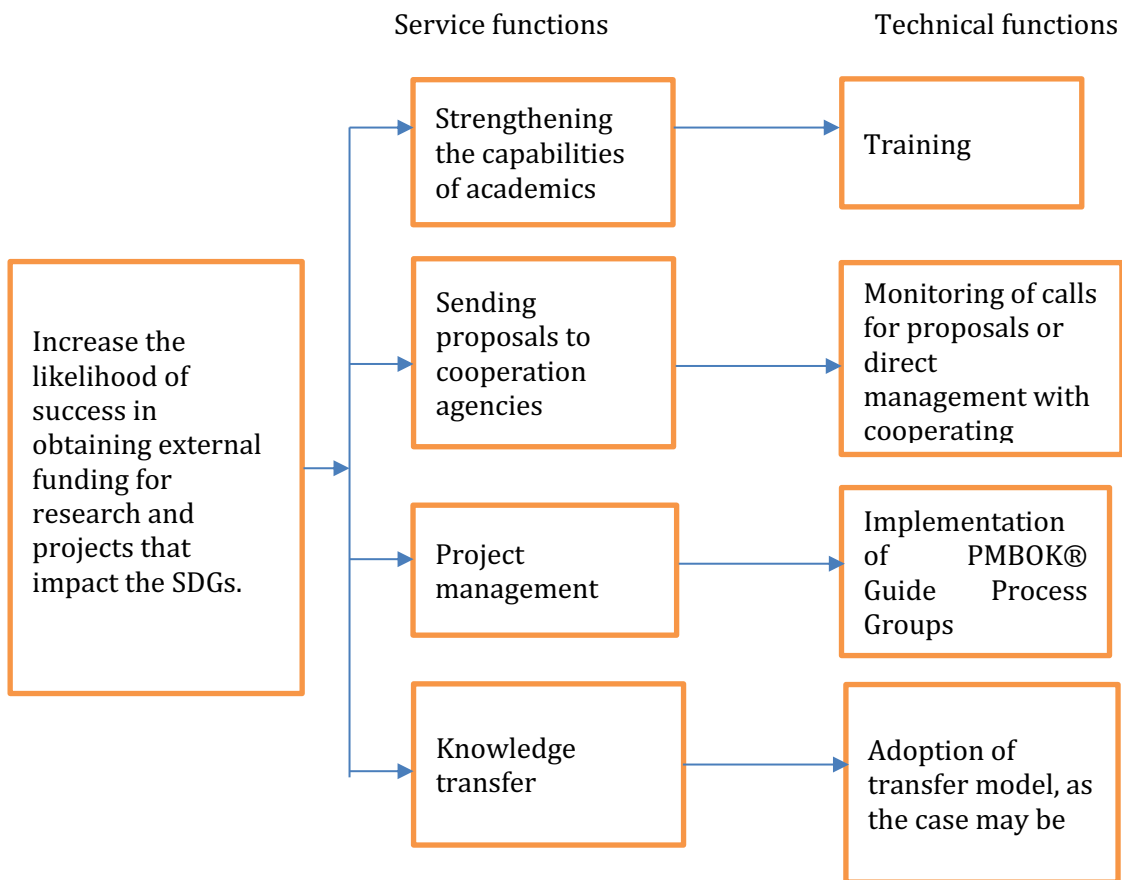 Service functions
Technical functions
Strengthening
the capabilities
of academics
Training
Increase the
likelihood of
success in
obtaining external
funding for
research and
projects that
impact the SDGs.
Sending
proposals to
cooperation
agencies
Monitoring of calls
for proposals or
direct
management with
cooperating
Project
management
Implementation
of PMBOK®
Guide Process
Groups
Knowledge
transfer
Adoption of
transfer model, as
the case may be